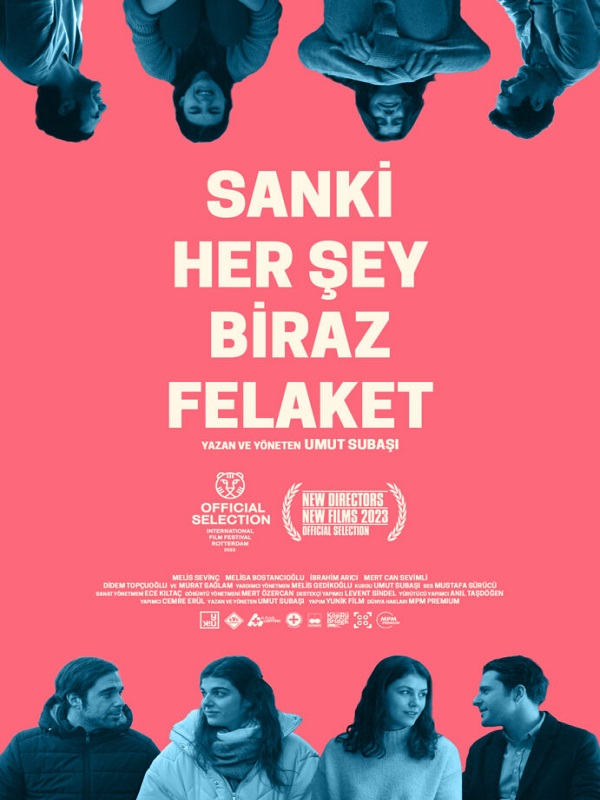 SANKİ
HER ŞEY
BİRAZ
FELAKET
YAZAN VE YÖNETEN UMUT SUBAŞI
OFFICIAL
SELECTION
INTERNATIONAL
FILM FESTIVAL
ROTTERDAM
2023
NEW DIRECTORS
NEW FILMS 2023
OFFICIAL SELECTION
MELİS SEVİNÇ MELİSA BOSTANCIOĞLU İBRAHİM ARICI MERT CAN SEVİMLİ
DİDEM TOPÇUOĞLU VE MURAT SAĞLAM YARDIMCI YÖNETMEN MELİS GEDİKOĞLU KURGU UMUT SUBAŞI SES MUSTAFA SÜRÜCÜ
SANAT YÖNETMENİ ECE KILTAÇ GÖRÜNTÜ YÖNETMENİ MERT ÖZERCAN DESTEKÇİ YAPIMCI LEVENT SİNDEL YÜRÜTÜCÜ YAPIMCI ANIL TAŞDÖĞEN
YAPIMCI CEMRE ERÜL YAZAN VE YÖNETEN UMUT SUBAŞI YAPIM YUNİK FİLM DÜNYA HAKLARI MPM PREMIUM
MPM
PREMIUM